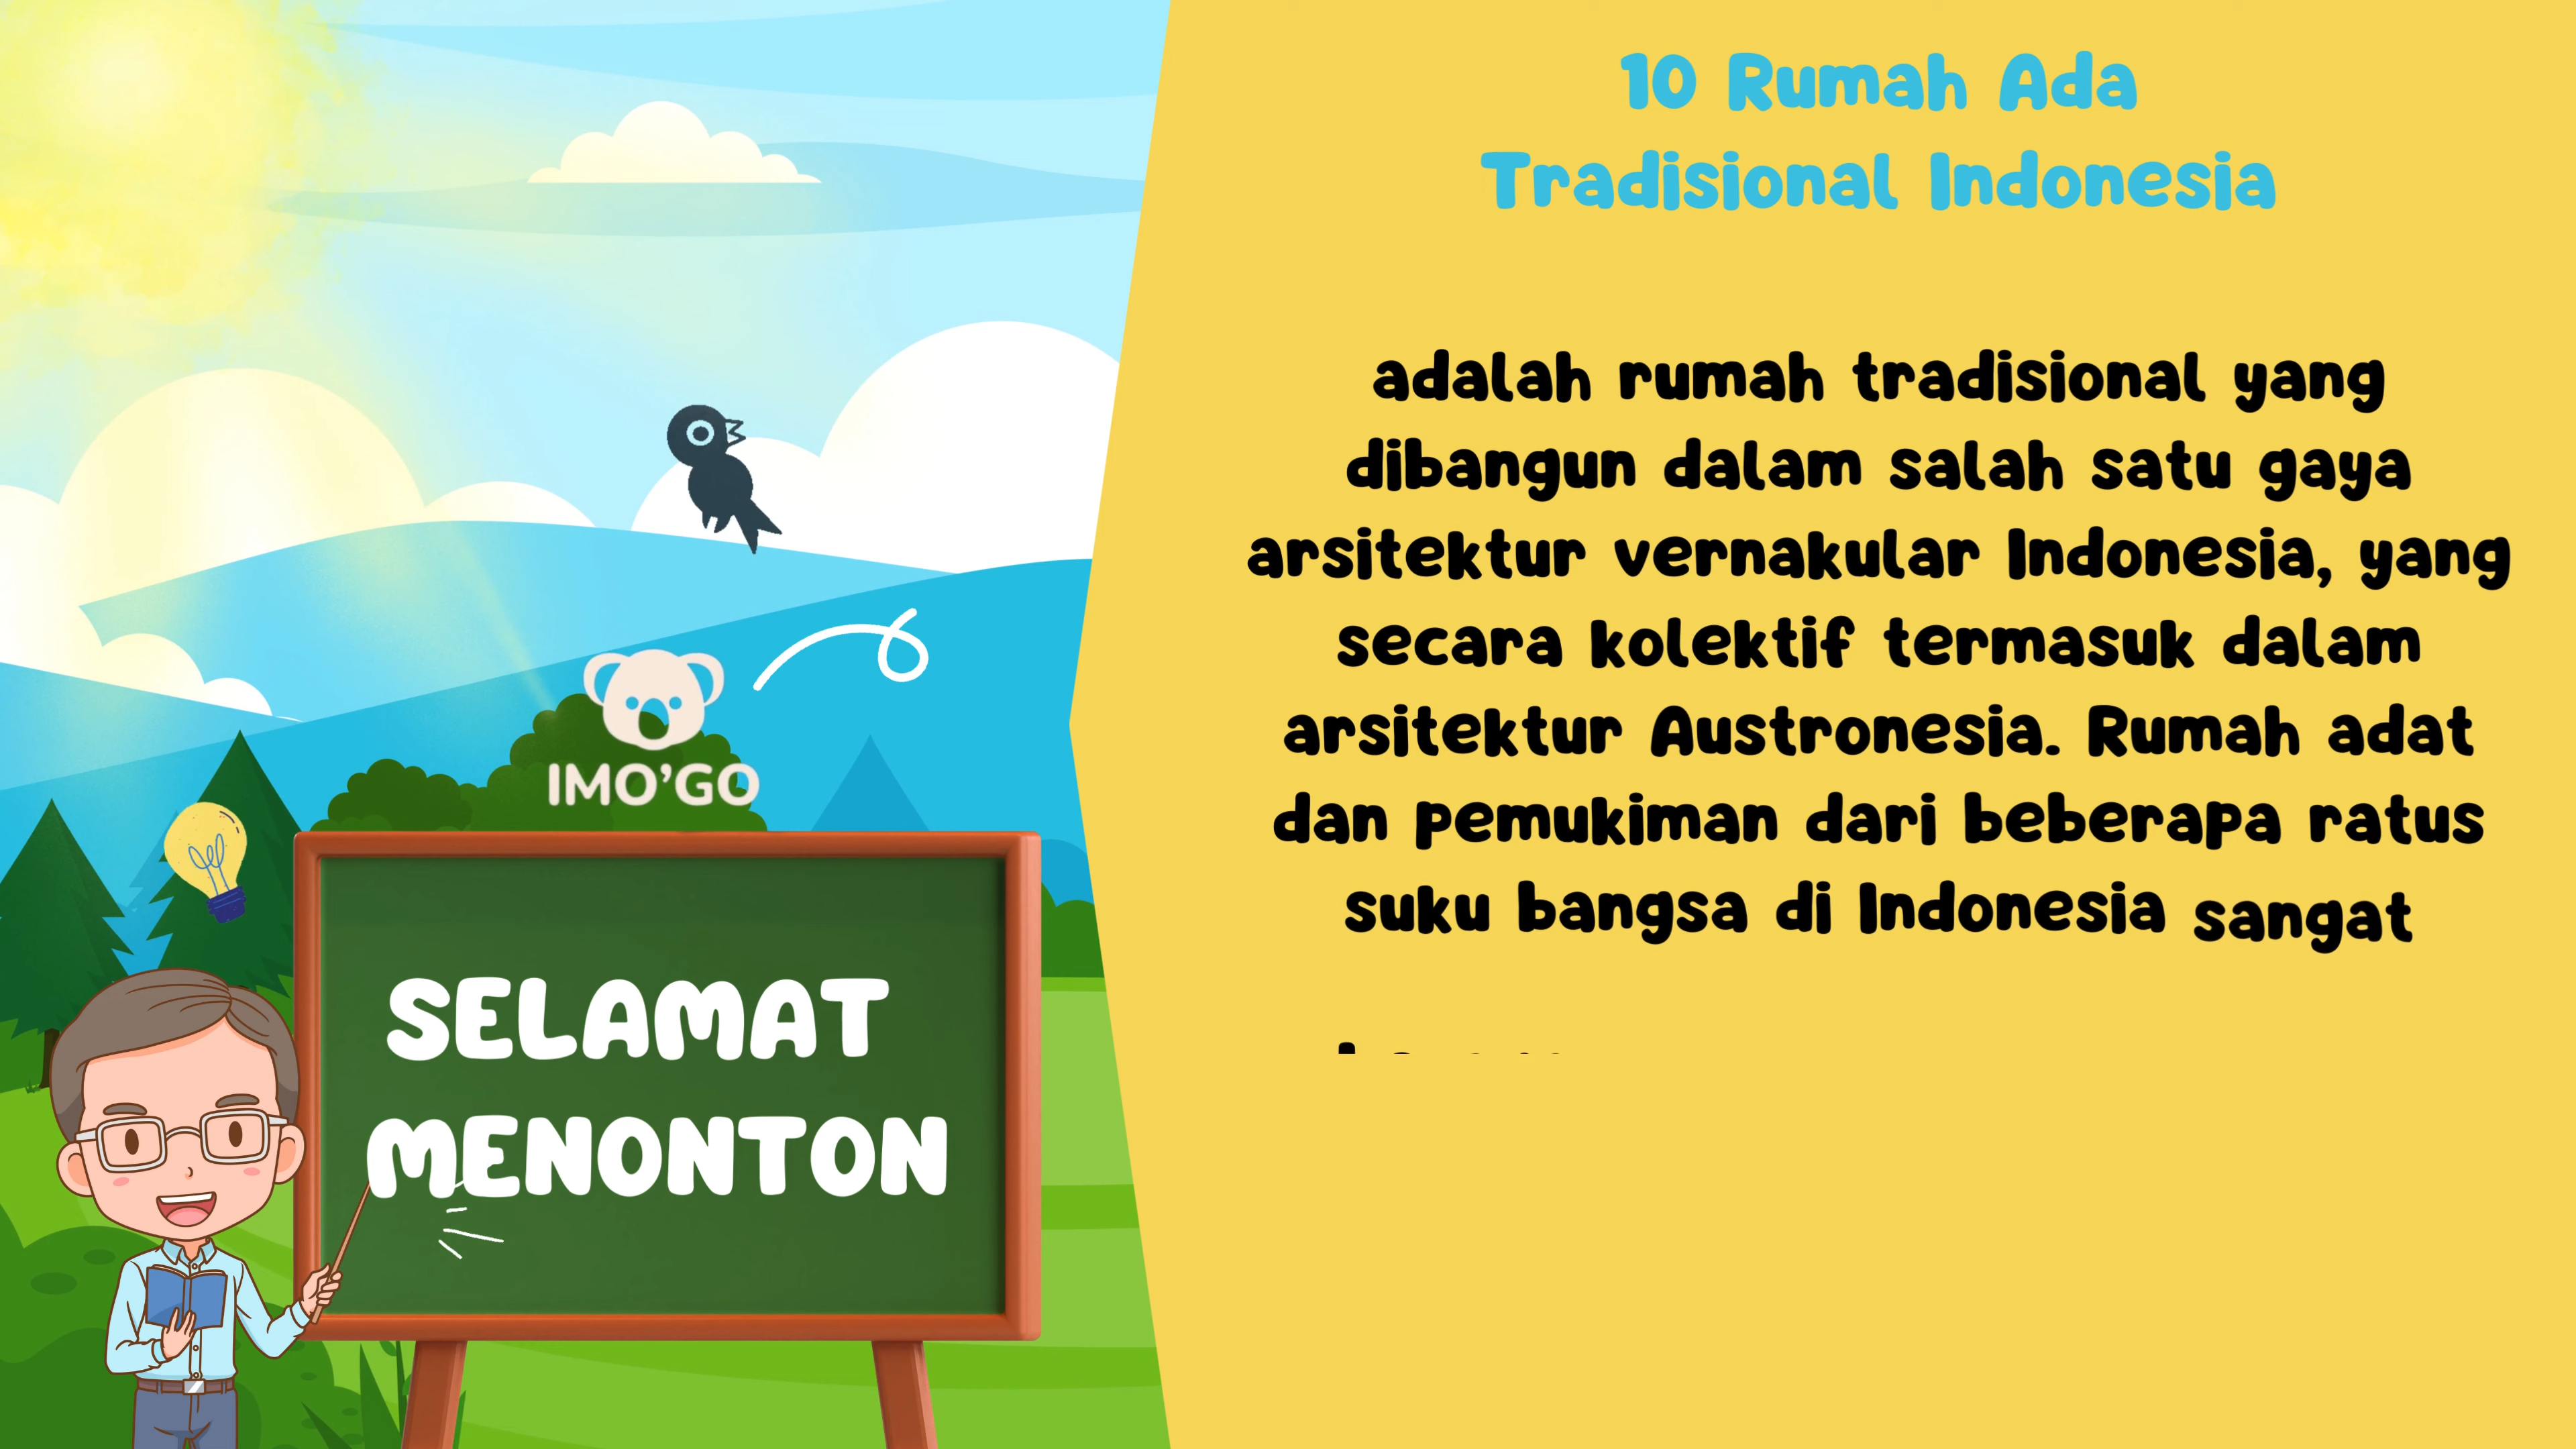 10 Rumah Ada
Tradisional Indonesia
adalah rumah tradisional yang
dibangun dalam salah satu gaya
arsitektur vernakular Indonesia, yang
secara kolektif termasuk dalam
arsitektur Austronesia. Rumah adat
dan pemukiman dari beberapa ratus
suku bangsa di Indonesia sangat
IMO'GO
SELAMAT
MENONTON